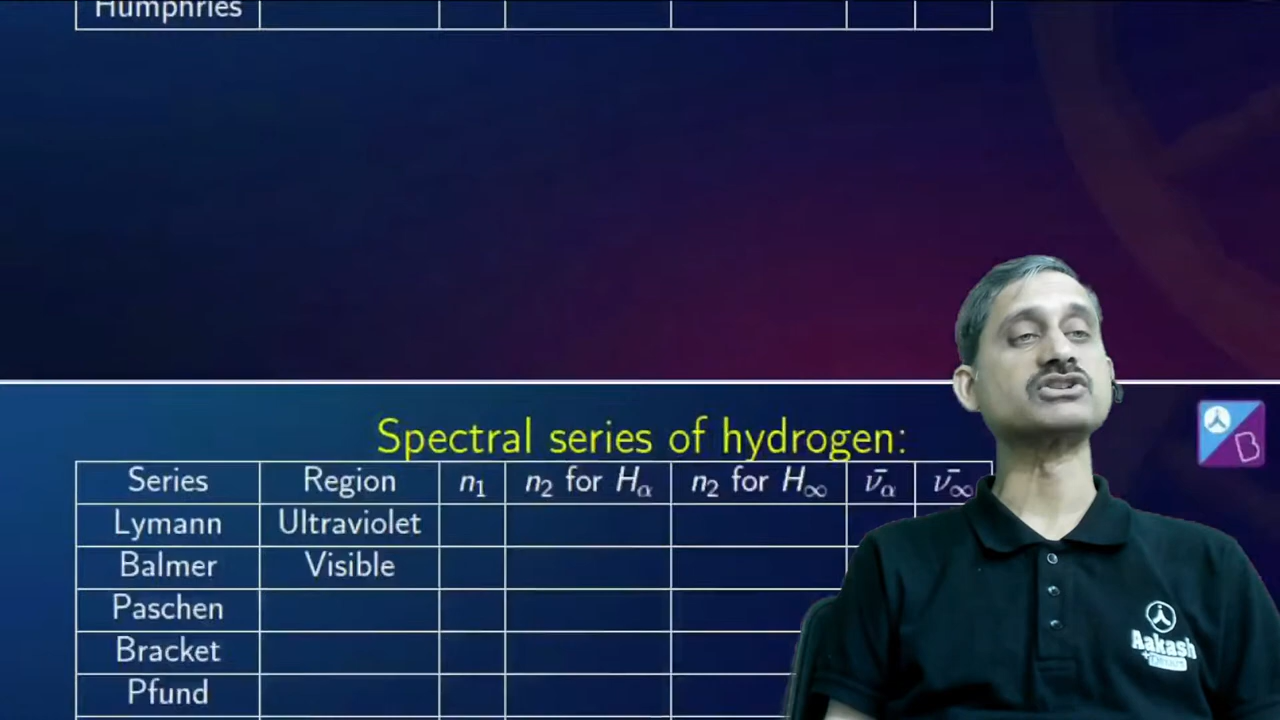 Humphries
Spectral series of hydrogen:
Series Region n₁ n₂ for Hα n₂ for H∞ ν̄α ν̄∞
Lymann Ultraviolet
Balmer Visible
Paschen
Bracket
Pfund
Aakash